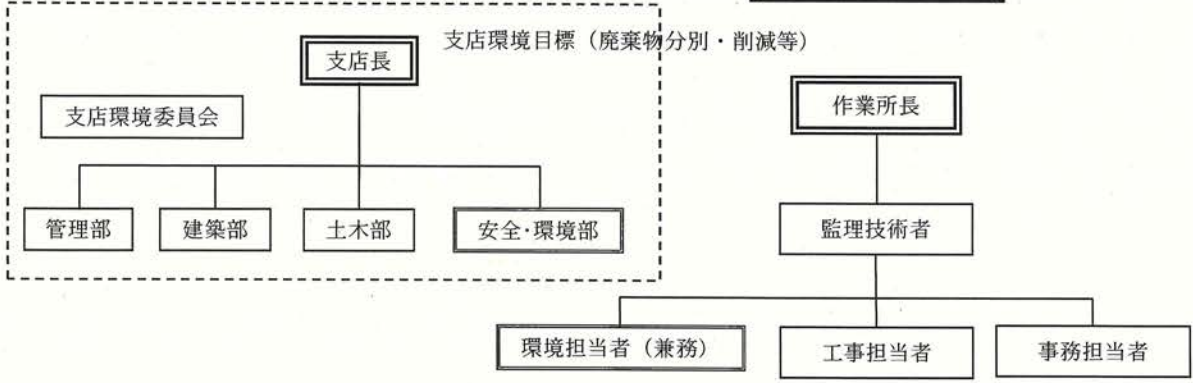 支店環境目標（廃棄物分別・削減等）
支店長
作業所長
支店環境委員会
管理部
建築部
土木部
安全・環境部
監理技術者
環境担当者（兼務）
工事担当者
事務担当者